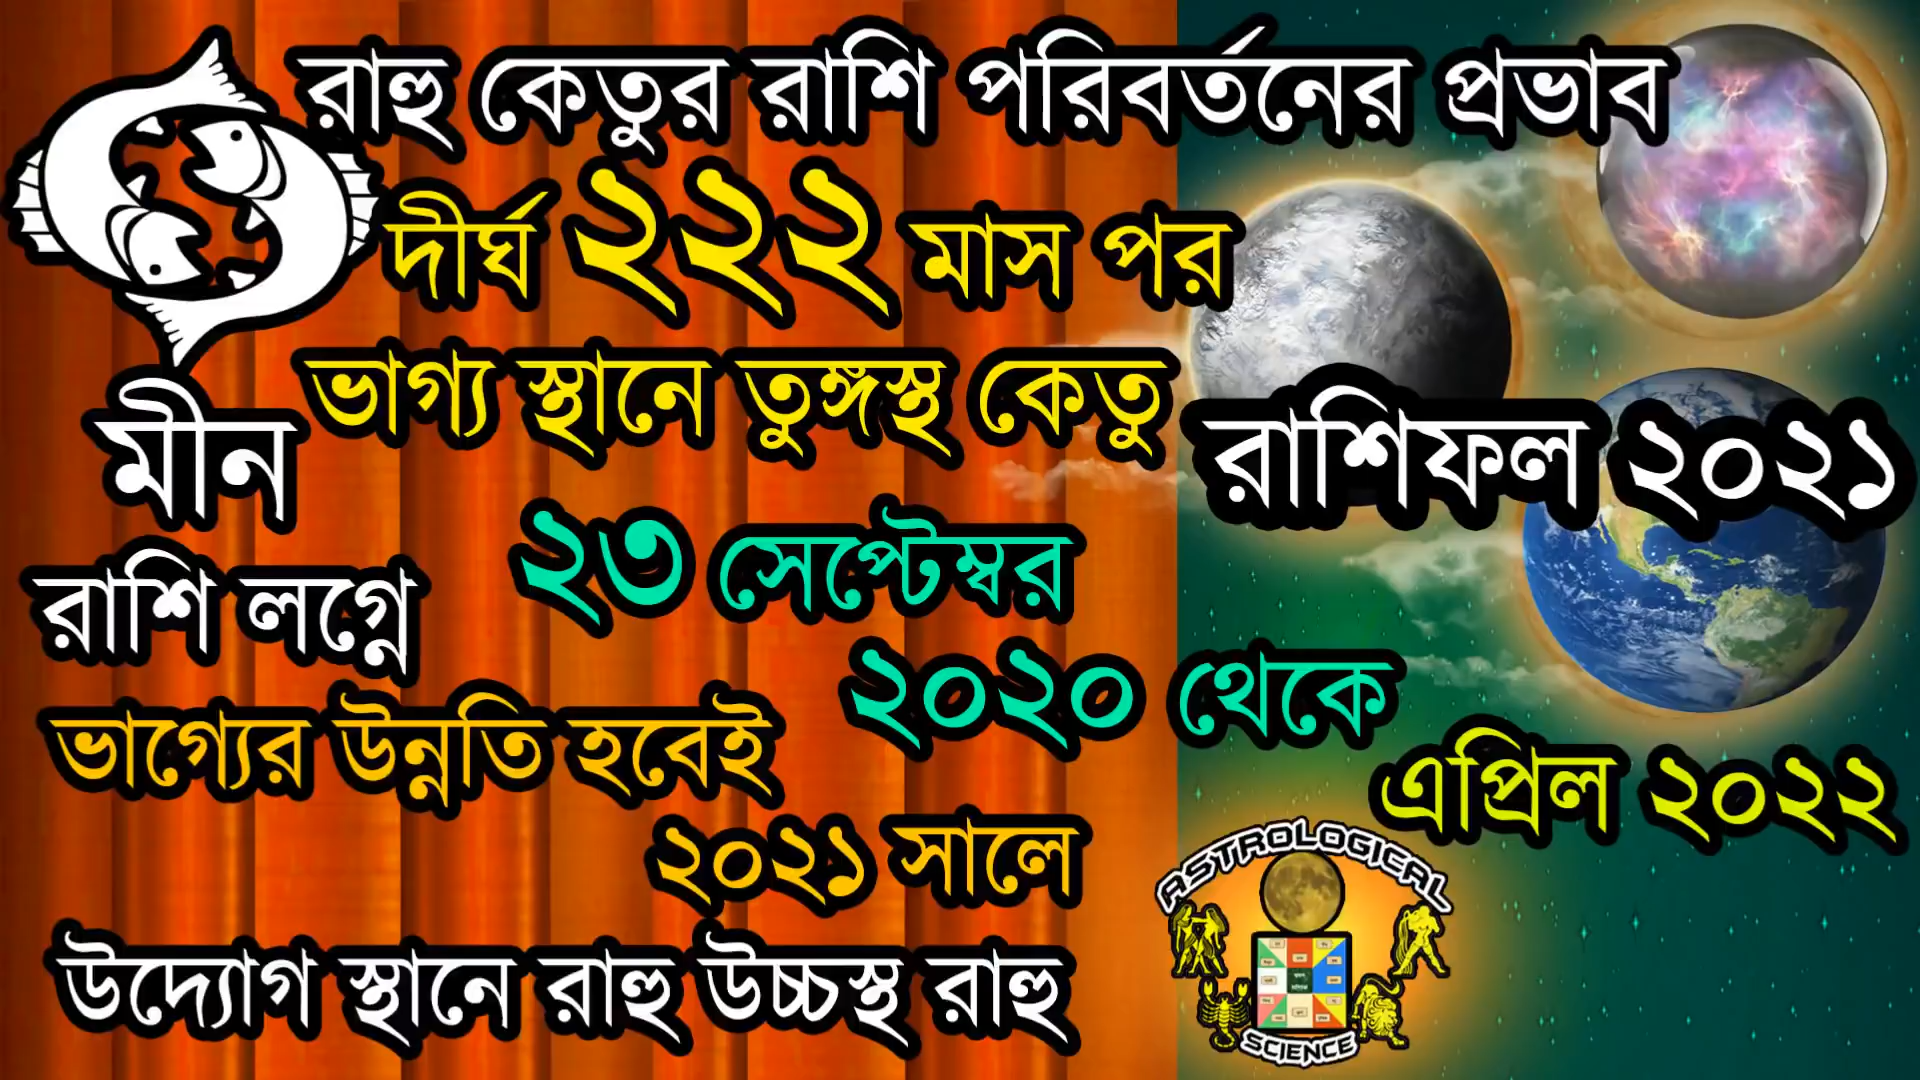 রাহু কেতুর রাশি পরিবর্তনের প্রভাব
দীর্ঘ ২২২ মাস পর
ভাগ্য স্থানে তুঙ্গস্থ কেতু
মীন
রাশিফল ২০২১
রাশি লগ্নে
২৩ সেপ্টেম্বর
২০২০ থেকে
এপ্রিল ২০২২
ভাগ্যের উন্নতি হবেই
২০২১ সালে
উদ্যোগ স্থানে রাহু উচ্চস্থ রাহু
ASTROLOGICAL
SCIENCE